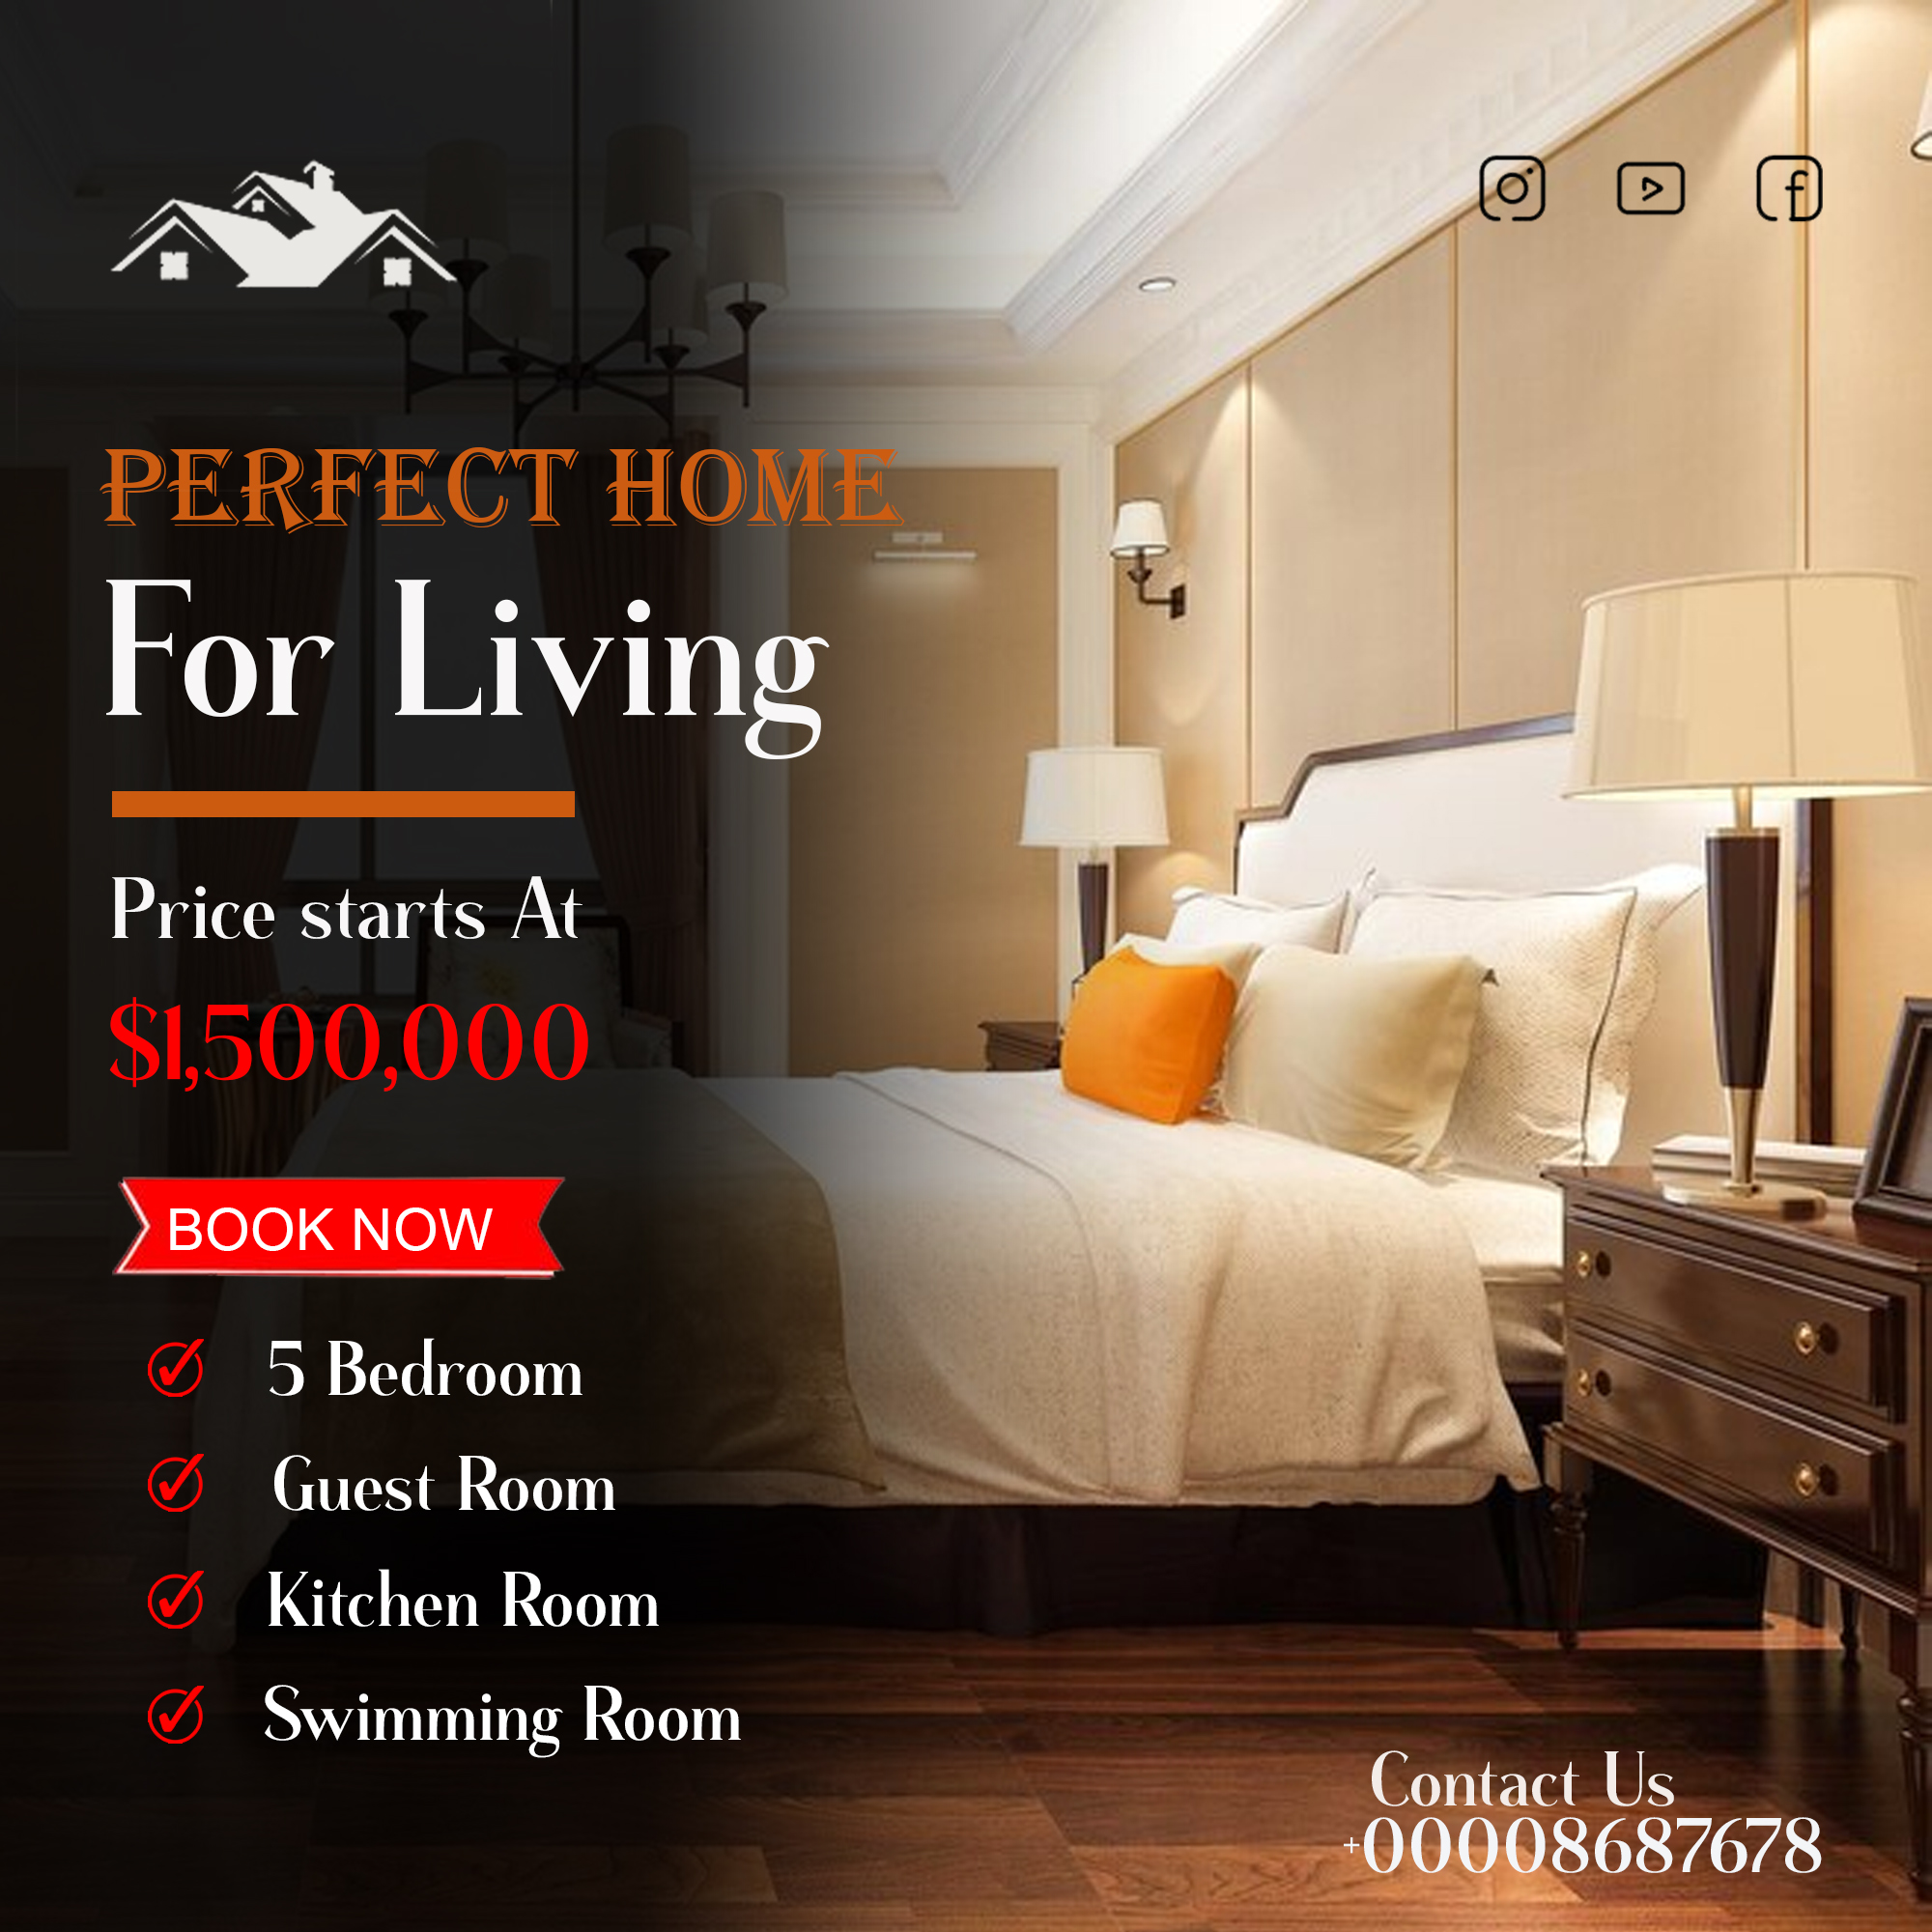 PERFECT HOME
For Living
Price starts At
$1,500,000
BOOK NOW
5 Bedroom
Guest Room
Kitchen Room
Swimming Room
Contact Us
+00008687678